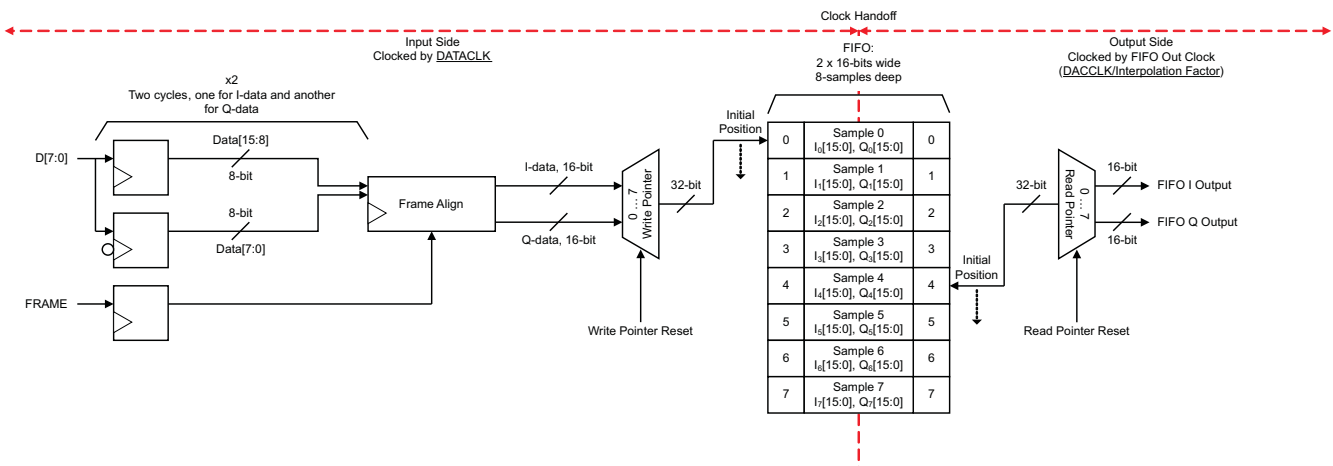 Clock Handoff
Input Side
Clocked by DATACLK
Output Side
Clocked by FIFO Out Clock
(DACCLK/Interpolation Factor)
FIFO:
2 x 16-bits wide
8-samples deep
x2
Two cycles, one for I-data and another
for Q-data
D[7:0]
Data[15:8]
8-bit
8-bit
Data[7:0]
FRAME
Frame Align
I-data, 16-bit
Q-data, 16-bit
0 … 7
Write Pointer
Write Pointer Reset
32-bit
Initial
Position
0
Sample 0
I0[15:0], Q0[15:0]
0
1
Sample 1
I1[15:0], Q1[15:0]
1
2
Sample 2
I2[15:0], Q2[15:0]
2
3
Sample 3
I3[15:0], Q3[15:0]
3
4
Sample 4
I4[15:0], Q4[15:0]
4
5
Sample 5
I5[15:0], Q5[15:0]
5
6
Sample 6
I6[15:0], Q6[15:0]
6
7
Sample 7
I7[15:0], Q7[15:0]
7
Initial
Position
32-bit
0 … 7
Read Pointer
Read Pointer Reset
16-bit
FIFO I Output
FIFO Q Output
16-bit